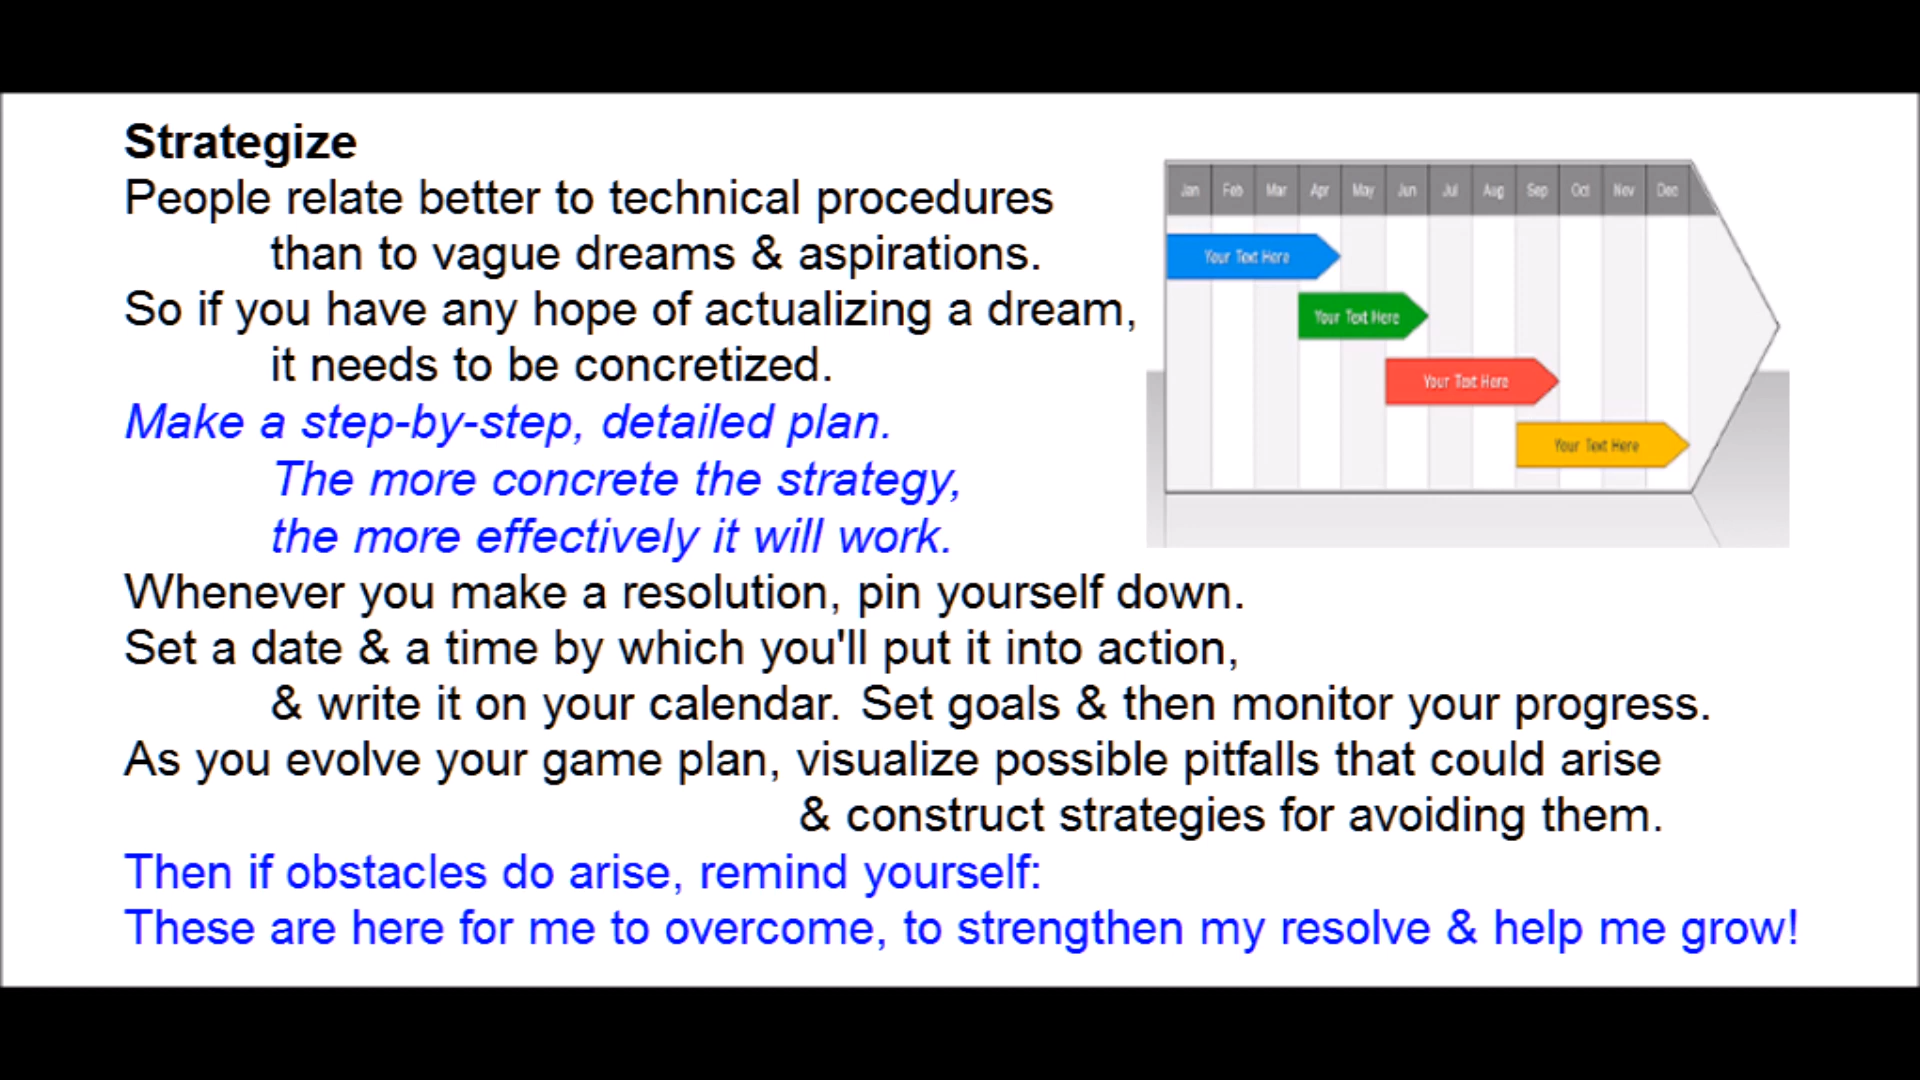 Strategize
People relate better to technical procedures
than to vague dreams & aspirations.
So if you have any hope of actualizing a dream,
it needs to be concretized.
Make a step-by-step, detailed plan.
The more concrete the strategy,
the more effectively it will work.
Whenever you make a resolution, pin yourself down.
Set a date & a time by which you'll put it into action,
& write it on your calendar. Set goals & then monitor your progress.
As you evolve your game plan, visualize possible pitfalls that could arise
& construct strategies for avoiding them.
Then if obstacles do arise, remind yourself:
These are here for me to overcome, to strengthen my resolve & help me grow!
Jan Feb Mar Apr May Jun Jul Aug Sep Oct Nov Dec
Your Text Here
Your Text Here
Your Text Here
Your Text Here